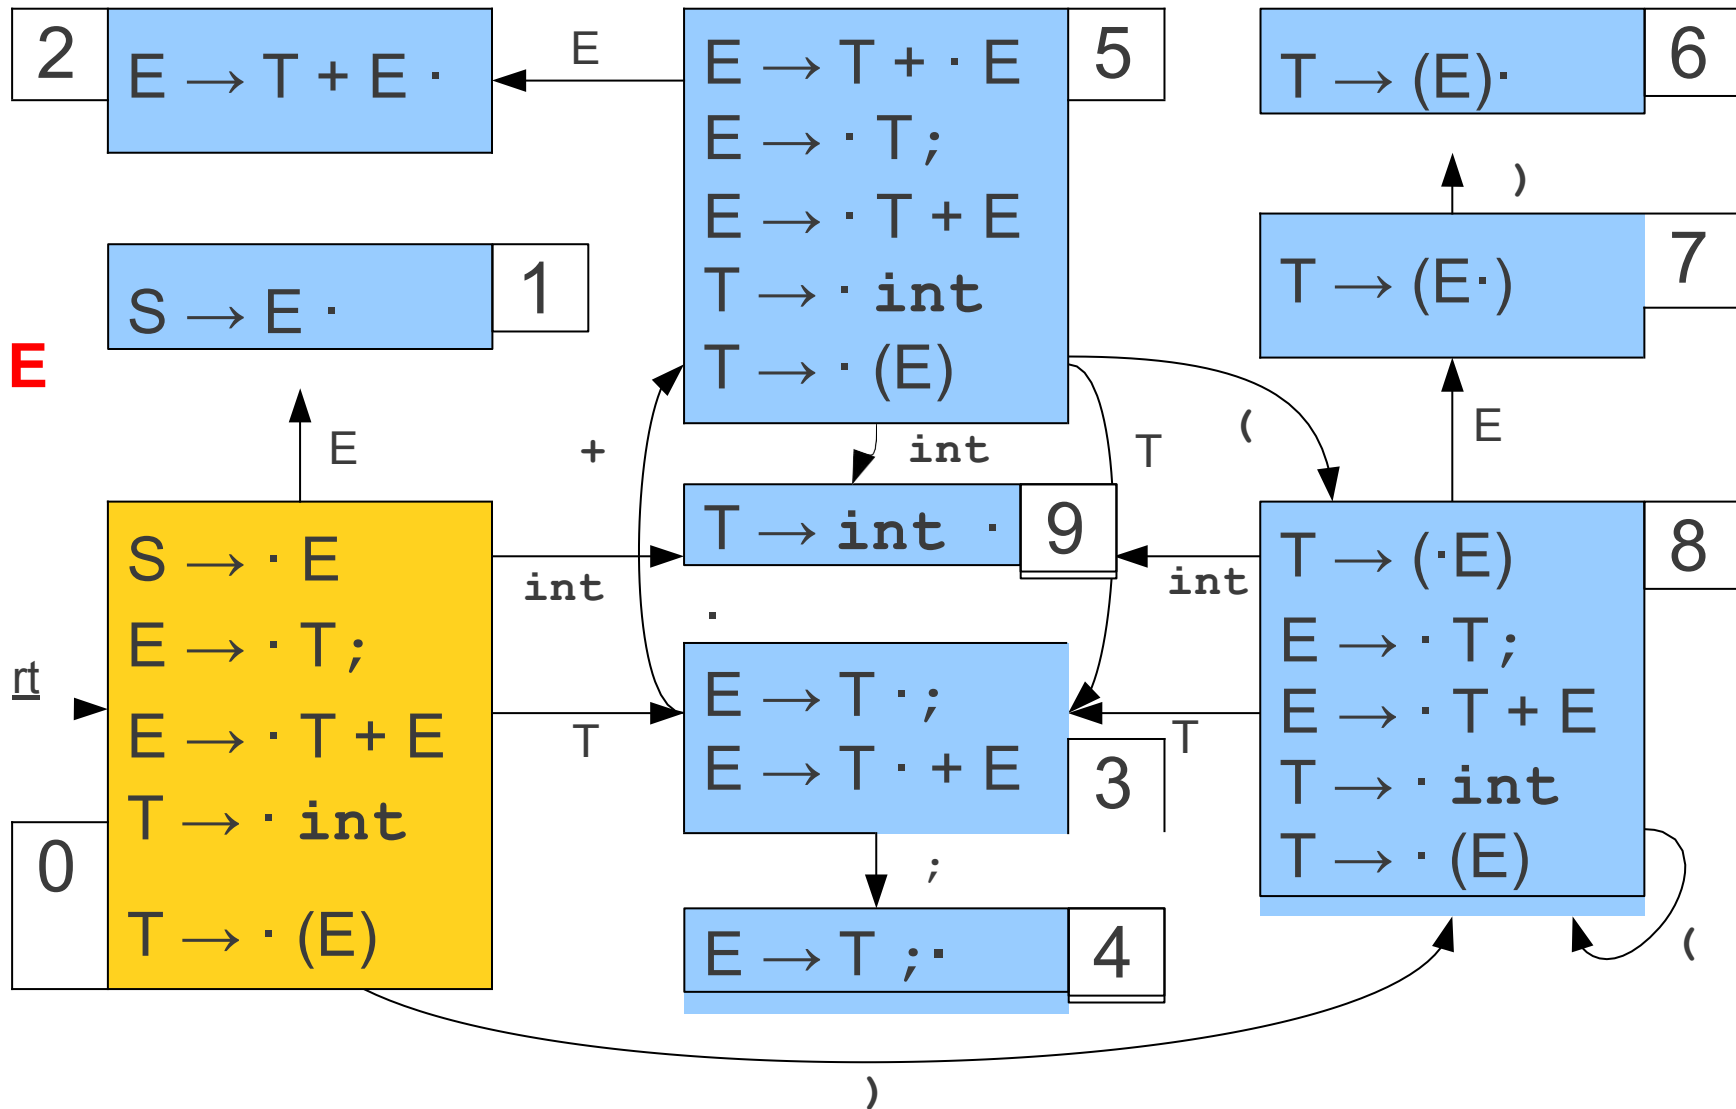 2
E → T + E ·
E
E → T + · E
E → · T ;
E → · T + E
T → · int
T → · (E)
5
T → (E)·
6
)
T → (E·)
7
S → E ·
1
E
E
+
int
T
(
E
S → · E
E → · T ;
E → · T + E
T → · int
T → · (E)
0
rt
int
T
T → int ·
9
·
E → T · ;
E → T · + E
3
;
E → T ; ·
4
int
T
T → (·E)
E → · T ;
E → · T + E
T → · int
T → · (E)
8
(
)